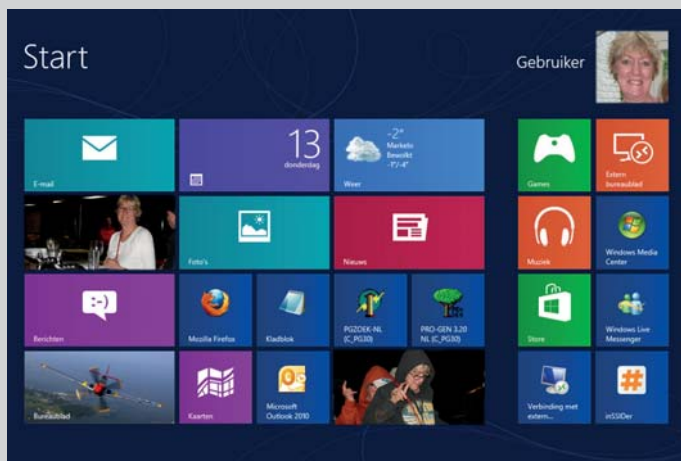 Start
Gebruiker
E-mail
13
donderdag
-2°
Markelo
Bewolkt
-1°/-4°
Weer
Games
Extern
bureaublad
Foto's
Nieuws
Muziek
Windows Media
Center
Berichten
Mozilla Firefox
Kladblok
PGZOEK-NL
(C_PG30)
PRO-GEN 3.20
NL (C_PG30)
Store
Windows Live
Messenger
Bureaublad
Kaarten
Microsoft
Outlook 2010
Verbinding met
extern...
inSSIDer